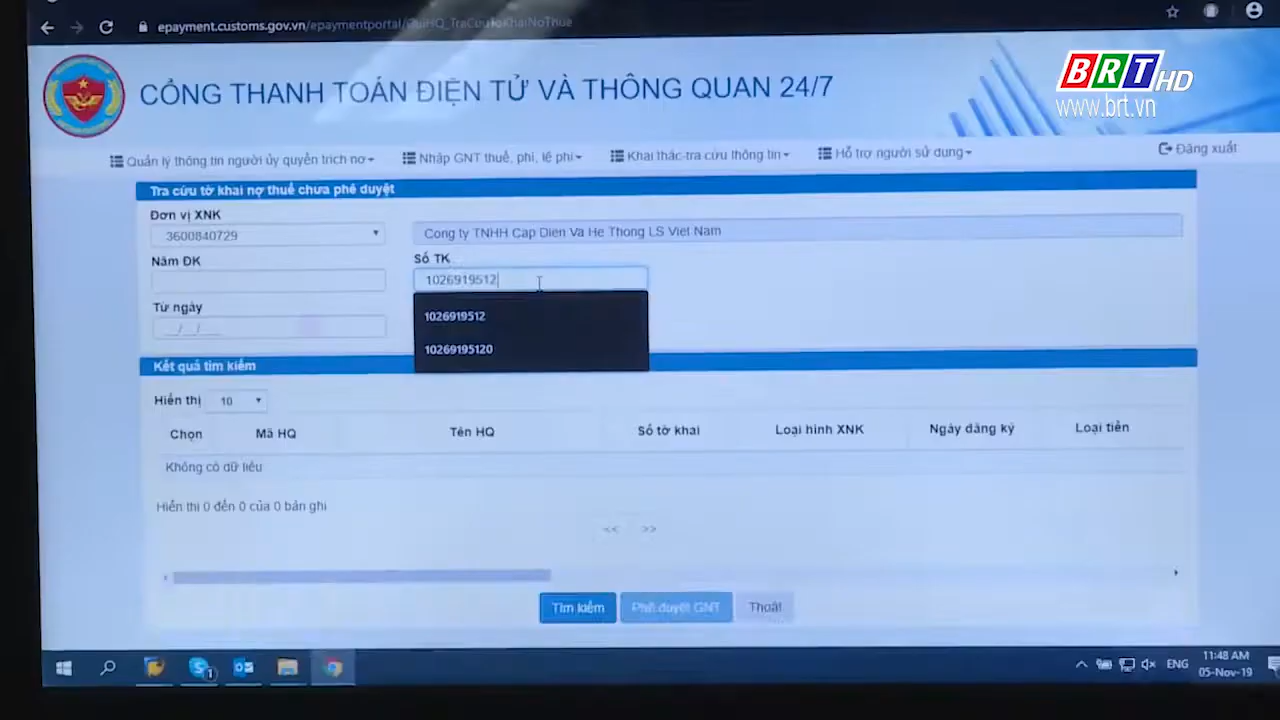 epayment.customs.gov.vn/epaymentportal/
BRT HD
www.brt.vn
CỔNG THANH TOÁN ĐIỆN TỬ VÀ THÔNG QUAN 24/7
Quản lý thông tin người ủy quyền trích nợ
Nhập GNT thuế, phí, lệ phí
Khai thác-tra cứu thông tin
Hỗ trợ người sử dụng
Đăng xuất
Tra cứu tờ khai nợ thuế chưa phê duyệt
Đơn vị XNK
3600840729
Cong ty TNHH Cap Dien Va He Thong LS Viet Nam
Năm ĐK
Số TK
1026919512
Từ ngày
__/__/____
1026919512
10269195120
Kết quả tìm kiếm
Hiển thị 10
Chọn
Mã HQ
Tên HQ
Số tờ khai
Loại hình XNK
Ngày đăng ký
Loại tiền
Không có dữ liệu
Hiển thị 0 đến 0 của 0 bản ghi
<< >>
Tìm kiếm
Phê duyệt GNT
Thoát
1
ENG
11:48 AM
05-Nov-19